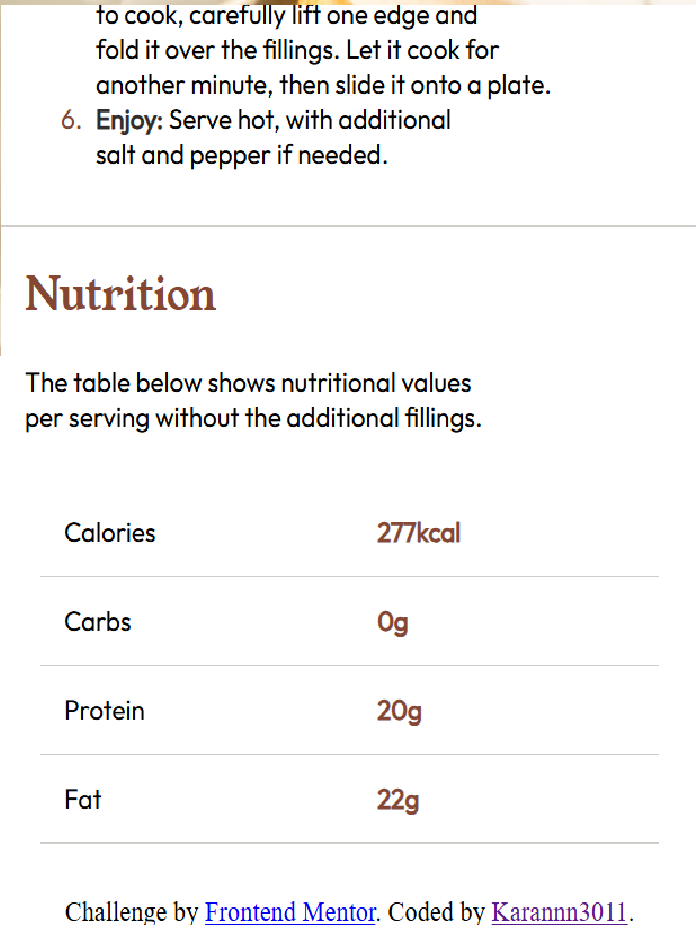 to cook, carefully lift one edge and
fold it over the fillings. Let it cook for
another minute, then slide it onto a plate.
6. Enjoy: Serve hot, with additional
salt and pepper if needed.
Nutrition
The table below shows nutritional values
per serving without the additional fillings.
Calories 277kcal
Carbs 0g
Protein 20g
Fat 22g
Challenge by Frontend Mentor. Coded by Karannn3011.